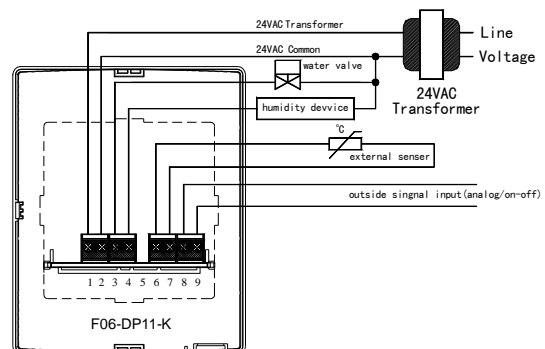 24VAC Transformer
Line
24VAC Common
Voltage
water valve
24VAC
Transformer
humidity devvice
℃
external senser
outside singnal input(analog/on-off)
1 2 3 4 5 6 7 8 9
F06-DP11-K